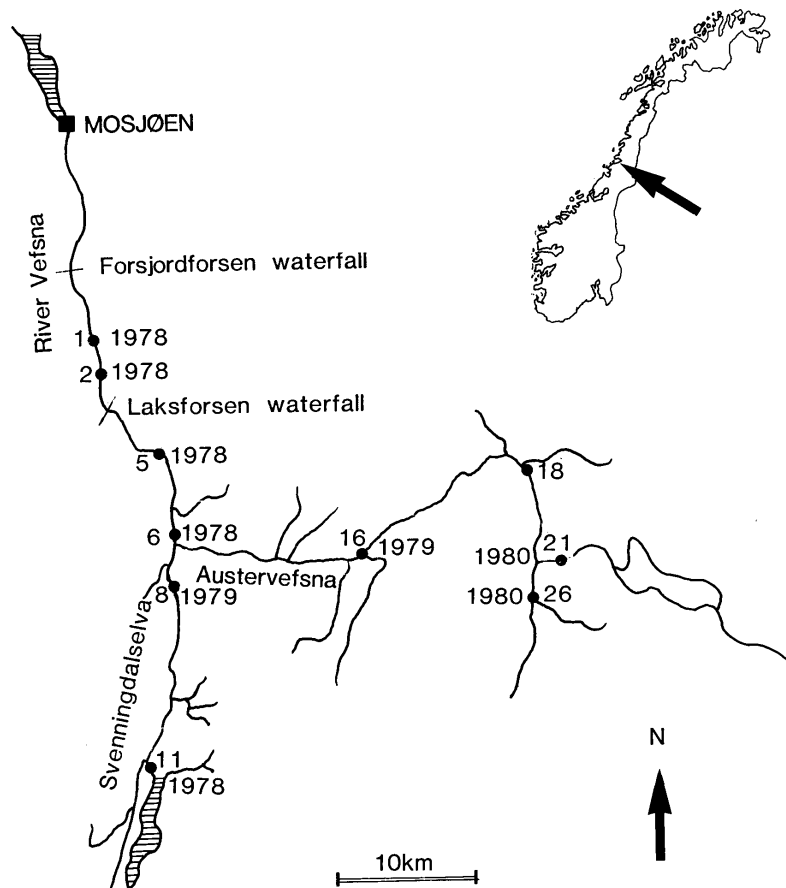 MOSJØEN
River Vefsna
Forsjordforsen waterfall
1 1978
2 1978
Laksforsen waterfall
5 1978
18
6 1978
16 1979
21
1980
Austervefsna
8 1979
1980 26
Svenningdalselva
11
1978
N
10km